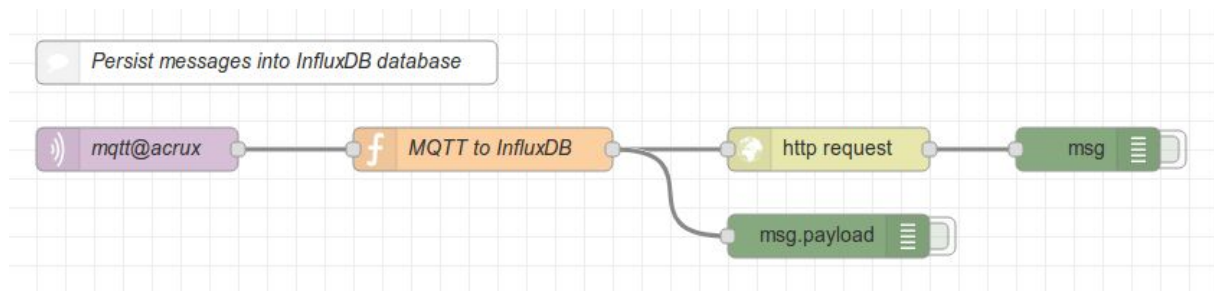 Persist messages into InfluxDB database
mqtt@acrux
MQTT to InfluxDB
http request
msg
msg.payload